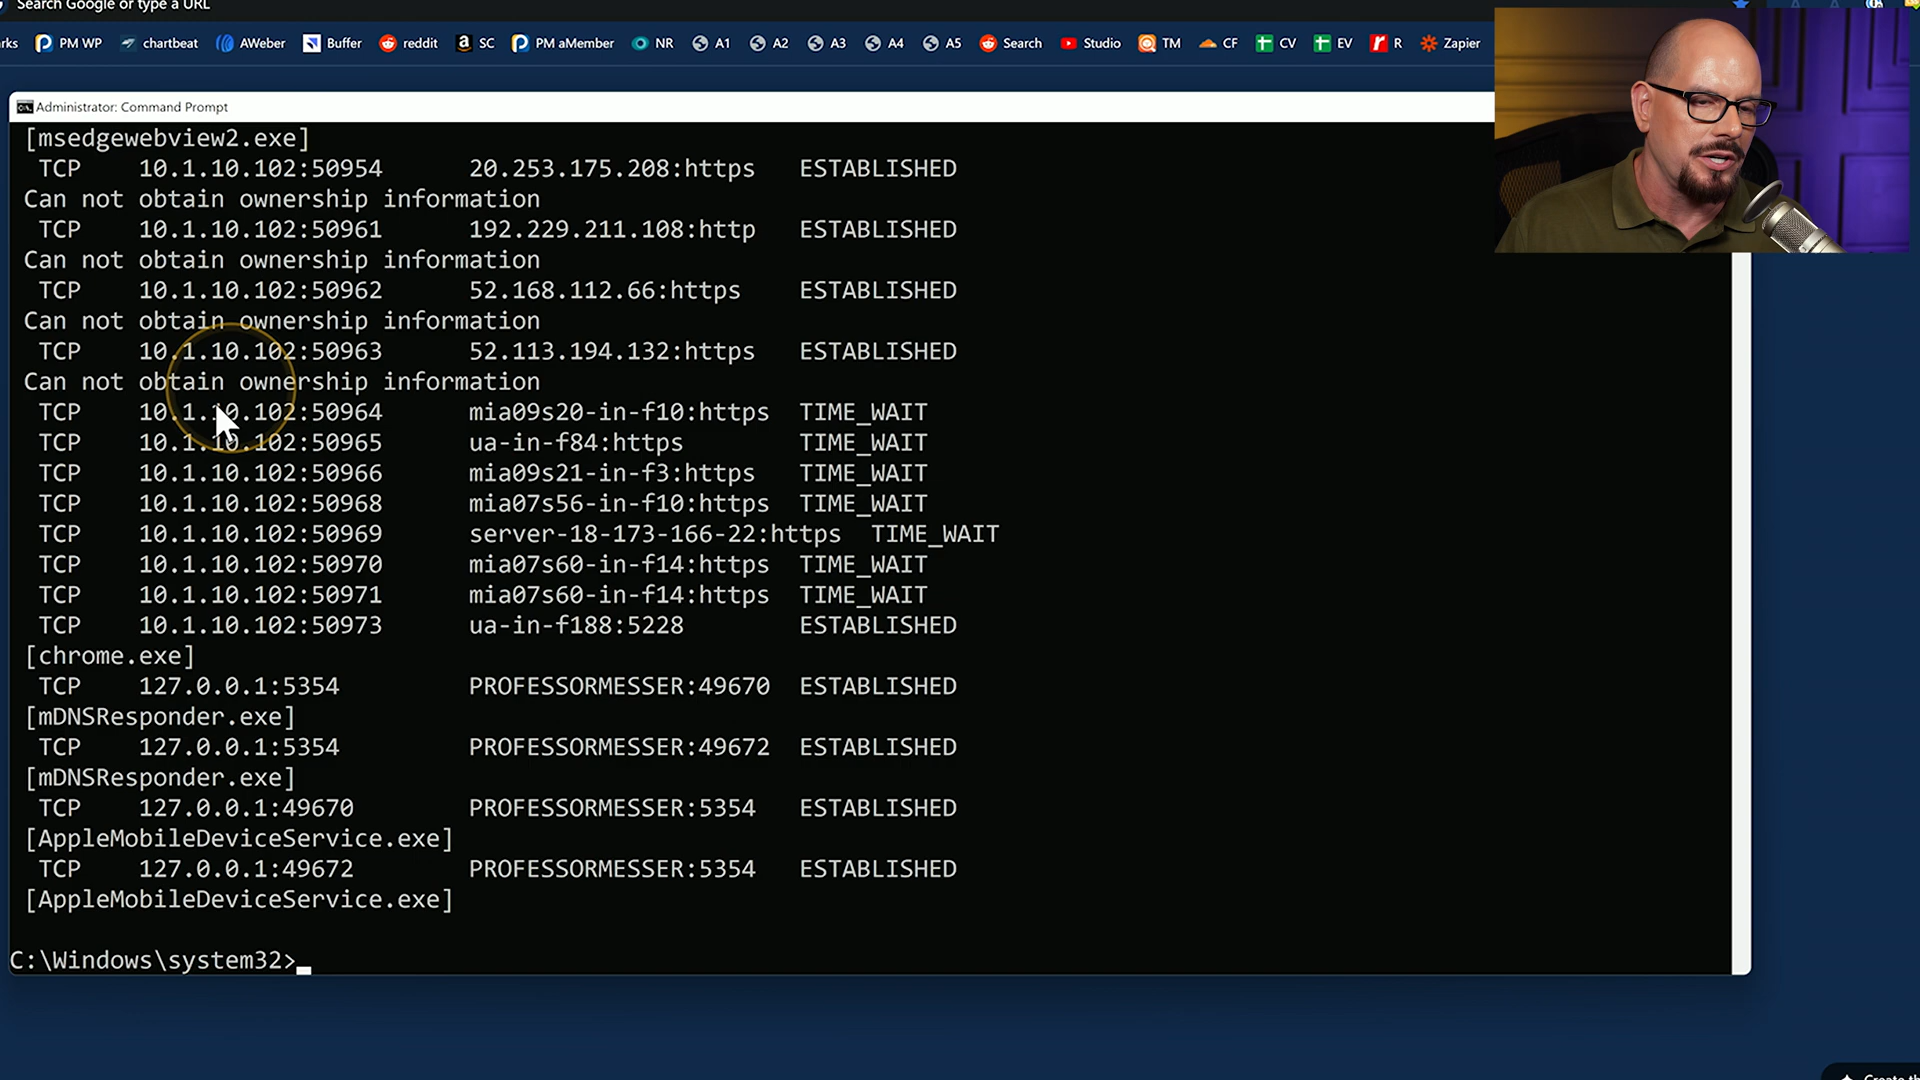 Search Google or type a URL
rks PM WP chartbeat AWeber Buffer reddit SC PM aMember NR A1 A2 A3 A4 A5 Search Studio TM CF CV EV R Zapier
Administrator: Command Prompt
[msedgewebview2.exe]
TCP 10.1.10.102:50954 20.253.175.208:https ESTABLISHED
Can not obtain ownership information
TCP 10.1.10.102:50961 192.229.211.108:http ESTABLISHED
Can not obtain ownership information
TCP 10.1.10.102:50962 52.168.112.66:https ESTABLISHED
Can not obtain ownership information
TCP 10.1.10.102:50963 52.113.194.132:https ESTABLISHED
Can not obtain ownership information
TCP 10.1.10.102:50964 mia09s20-in-f10:https TIME_WAIT
TCP 10.1.10.102:50965 ua-in-f84:https TIME_WAIT
TCP 10.1.10.102:50966 mia09s21-in-f3:https TIME_WAIT
TCP 10.1.10.102:50968 mia07s56-in-f10:https TIME_WAIT
TCP 10.1.10.102:50969 server-18-173-166-22:https TIME_WAIT
TCP 10.1.10.102:50970 mia07s60-in-f14:https TIME_WAIT
TCP 10.1.10.102:50971 mia07s60-in-f14:https TIME_WAIT
TCP 10.1.10.102:50973 ua-in-f188:5228 ESTABLISHED
[chrome.exe]
TCP 127.0.0.1:5354 PROFESSORMESSER:49670 ESTABLISHED
[mDNSResponder.exe]
TCP 127.0.0.1:5354 PROFESSORMESSER:49672 ESTABLISHED
[mDNSResponder.exe]
TCP 127.0.0.1:49670 PROFESSORMESSER:5354 ESTABLISHED
[AppleMobileDeviceService.exe]
TCP 127.0.0.1:49672 PROFESSORMESSER:5354 ESTABLISHED
[AppleMobileDeviceService.exe]
C:\Windows\system32>